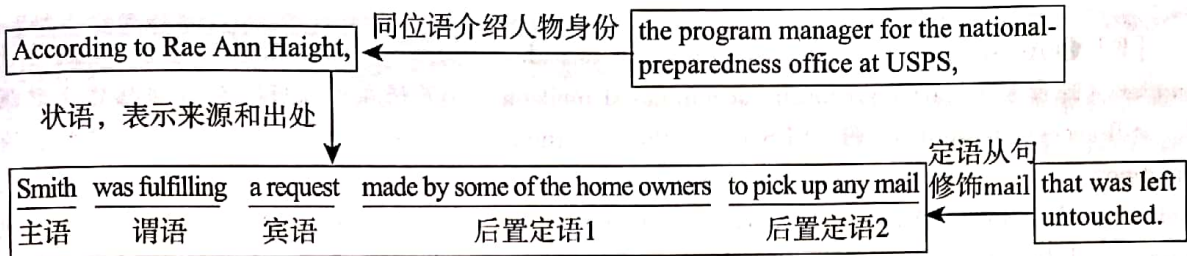 According to Rae Ann Haight,
同位语介绍人物身份
the program manager for the national-
preparedness office at USPS,
状语，表示来源和出处
Smith was fulfilling a request made by some of the home owners to pick up any mail
主语 谓语 宾语 后置定语1 后置定语2
定语从句
修饰mail
that was left
untouched.